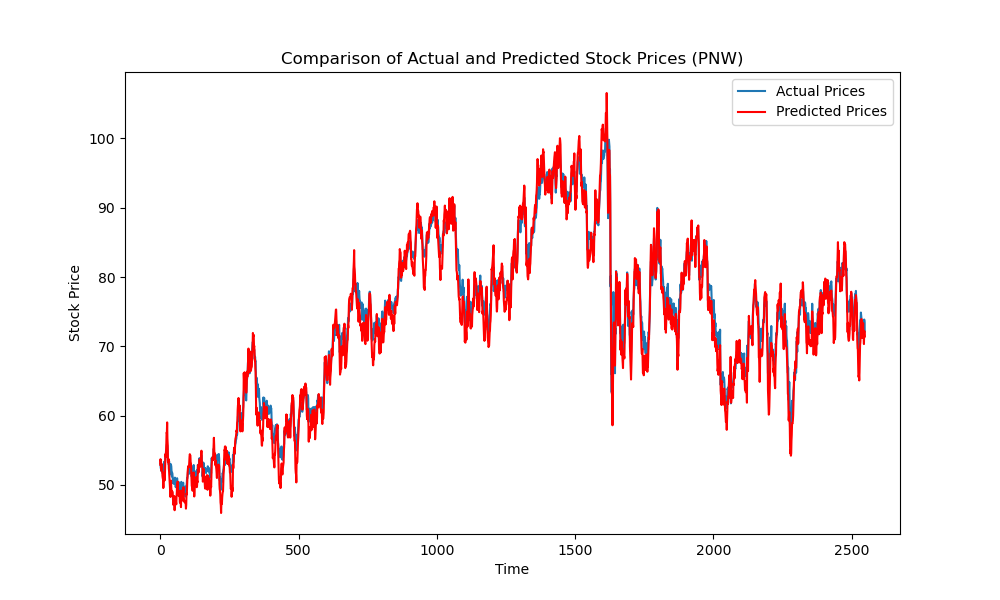 Comparison of Actual and Predicted Stock Prices (PNW)
Actual Prices
Predicted Prices
Stock Price
100
90
80
70
60
50
0 500 1000 1500 2000 2500
Time